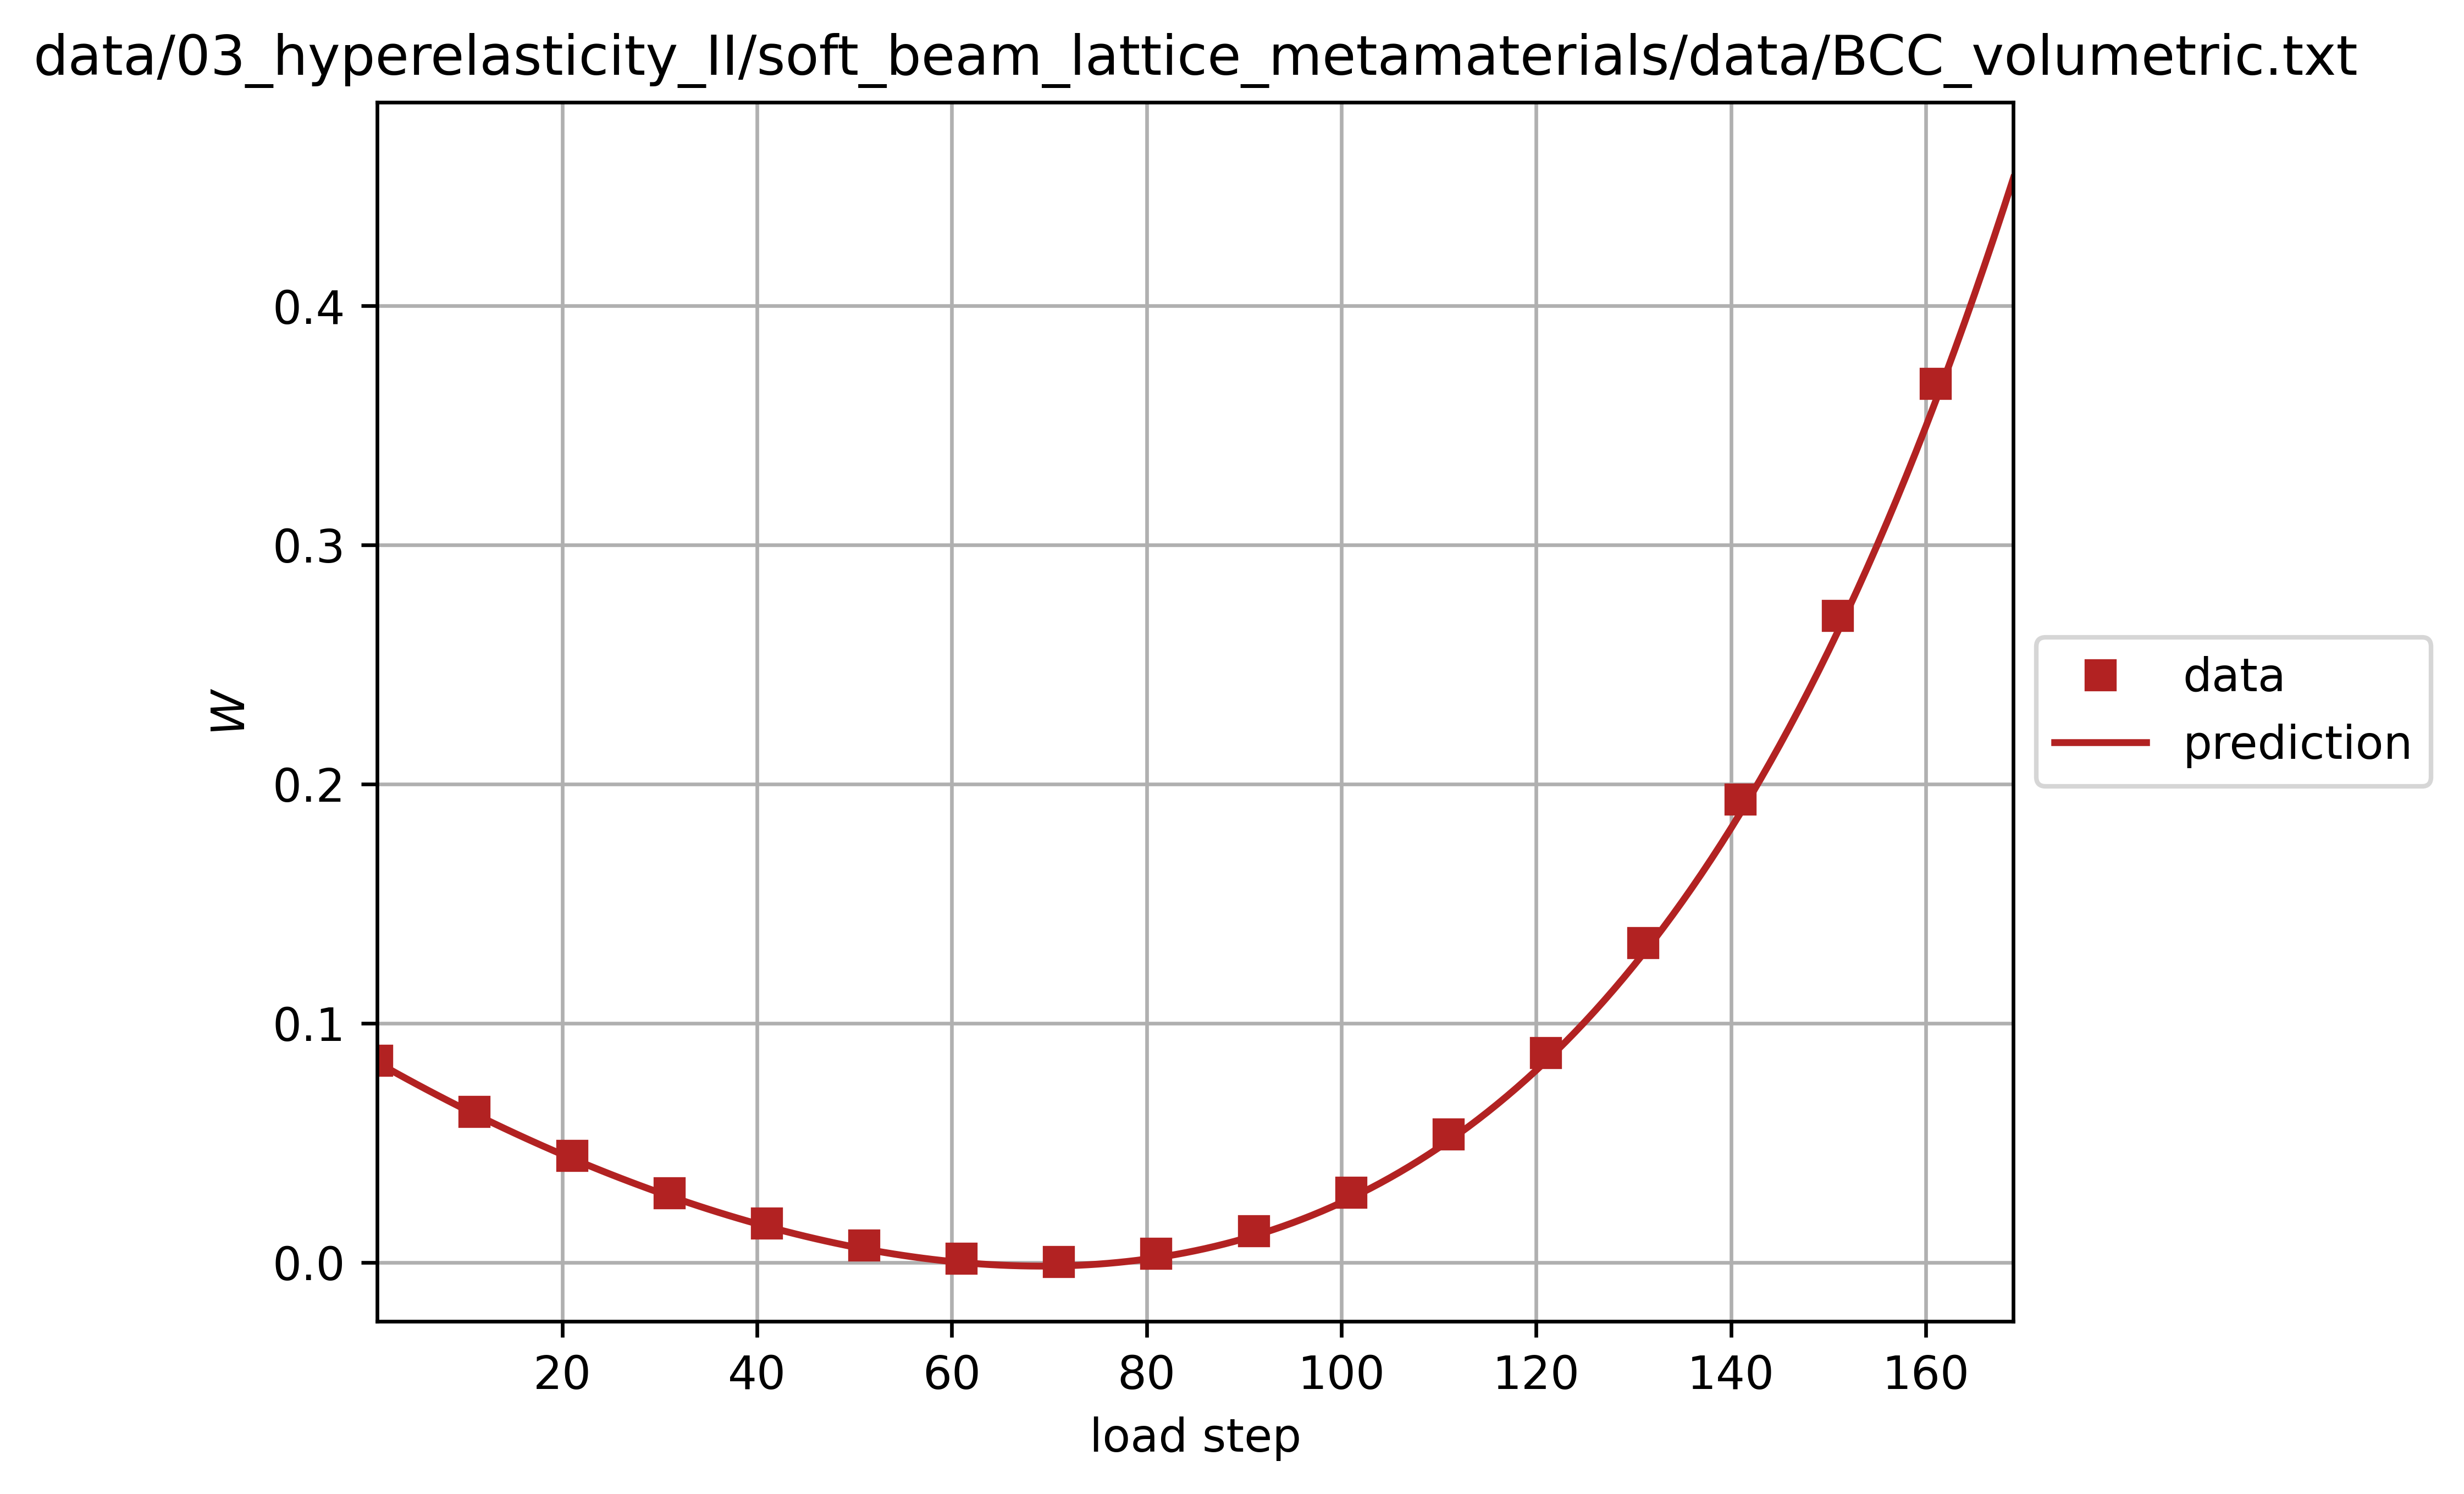 data/03_hyperelasticity_II/soft_beam_lattice_metamaterials/data/BCC_volumetric.txt
0.4
0.3
0.2
0.1
0.0
W
20 40 60 80 100 120 140 160
load step
data
prediction